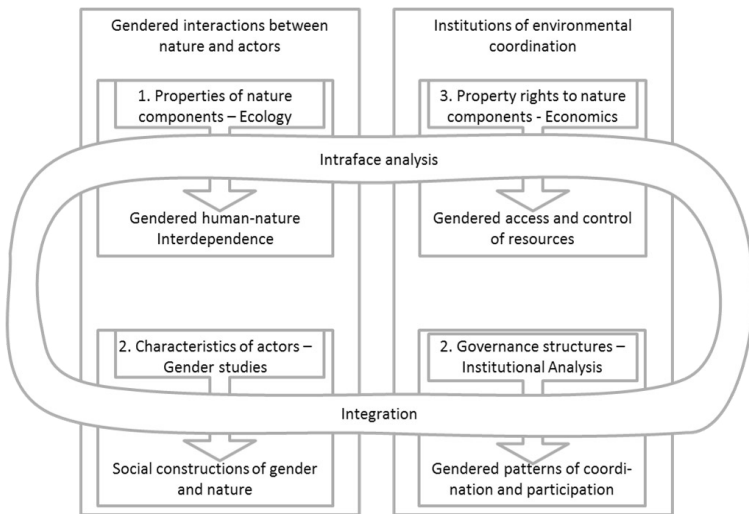 Gendered interactions between
nature and actors
Institutions of environmental
coordination
1. Properties of nature
components – Ecology
3. Property rights to nature
components - Economics
Intraface analysis
Gendered human-nature
Interdependence
Gendered access and control
of resources
2. Characteristics of actors –
Gender studies
2. Governance structures –
Institutional Analysis
Integration
Social constructions of gender
and nature
Gendered patterns of coordi-
nation and participation